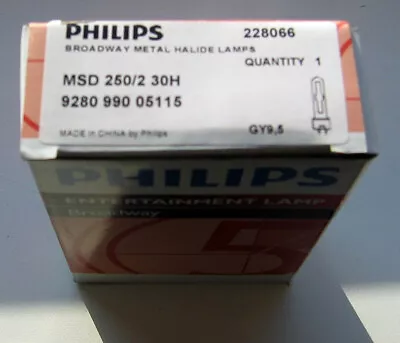 PHILIPS 228066
BROADWAY METAL HALIDE LAMPS
QUANTITY 1
MSD 250/2 30H
9280 990 05115
MADE IN CHINA by Philips GY9,5
PHILIPS
ENTERTAINMENT LAMP
Broadway
5